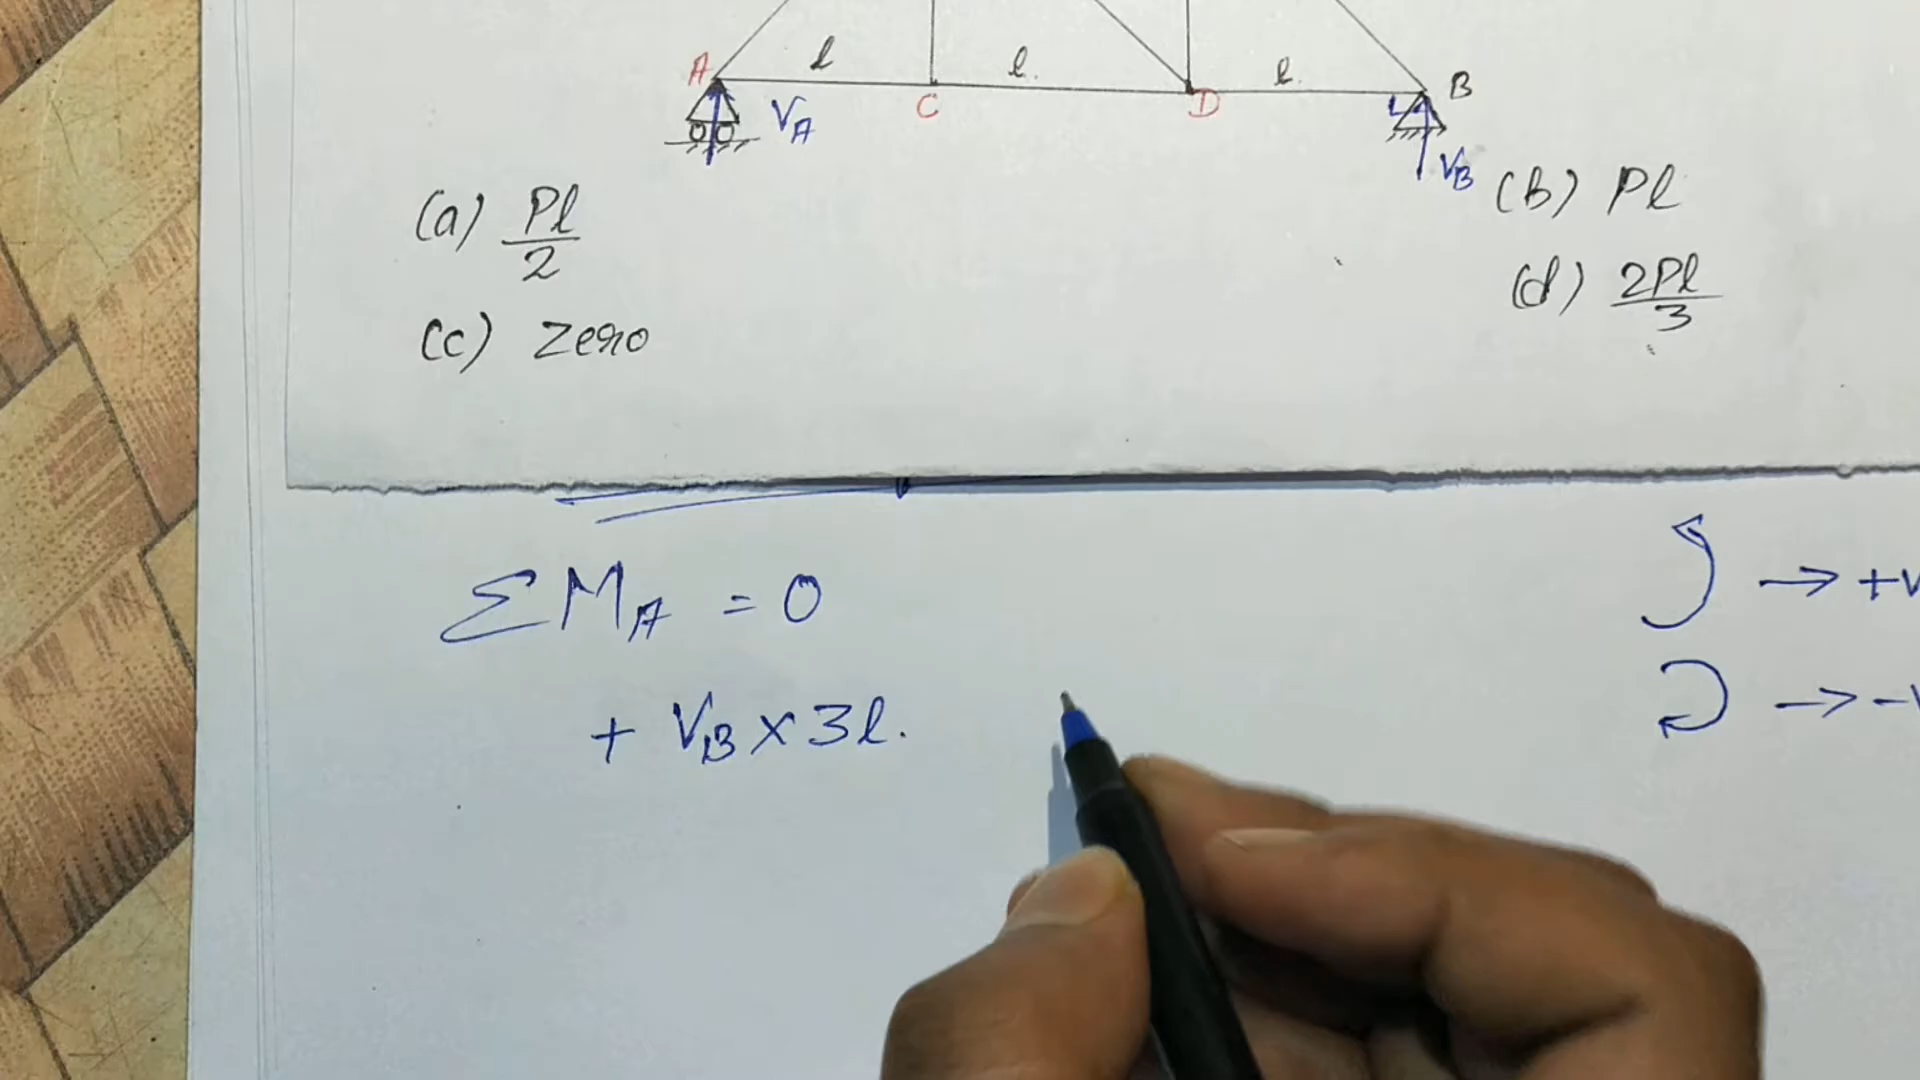 l l. l.
A C D B
V_A
V_B
(a) Pl/2
(B) Pl
(c) zero
(d) 2Pl/3
ΣM_A = 0
+ V_B × 3l.
→ +V
→ -V